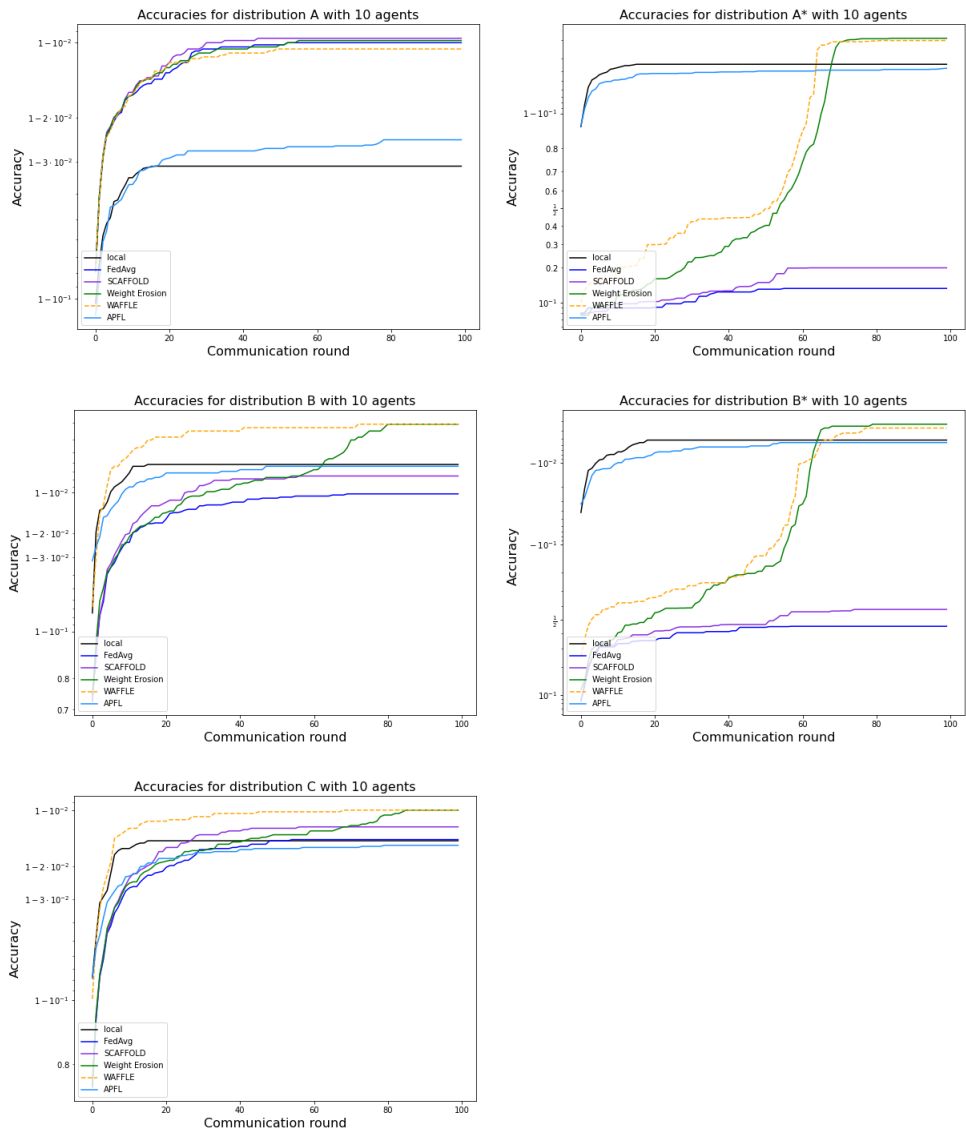 Accuracies for distribution A with 10 agents
Accuracy
1 − 10⁻²
1 − 2·10⁻²
1 − 3·10⁻²
1 − 10⁻¹
local
FedAvg
SCAFFOLD
Weight Erosion
WAFFLE
APFL
0 20 40 60 80 100
Communication round
Accuracies for distribution A* with 10 agents
Accuracy
1 − 10⁻¹
0.8
0.7
0.6
1/2
0.4
0.3
0.2
10⁻¹
local
FedAvg
SCAFFOLD
Weight Erosion
WAFFLE
APFL
0 20 40 60 80 100
Communication round
Accuracies for distribution B with 10 agents
Accuracy
1 − 10⁻²
1 − 2·10⁻²
1 − 3·10⁻²
1 − 10⁻¹
0.8
0.7
local
FedAvg
SCAFFOLD
Weight Erosion
WAFFLE
APFL
0 20 40 60 80 100
Communication round
Accuracies for distribution B* with 10 agents
Accuracy
− 10⁻²
− 10⁻¹
1/2
10⁻¹
local
FedAvg
SCAFFOLD
Weight Erosion
WAFFLE
APFL
0 20 40 60 80 100
Communication round
Accuracies for distribution C with 10 agents
Accuracy
1 − 10⁻²
1 − 2·10⁻²
1 − 3·10⁻²
1 − 10⁻¹
0.8
local
FedAvg
SCAFFOLD
Weight Erosion
WAFFLE
APFL
0 20 40 60 80 100
Communication round